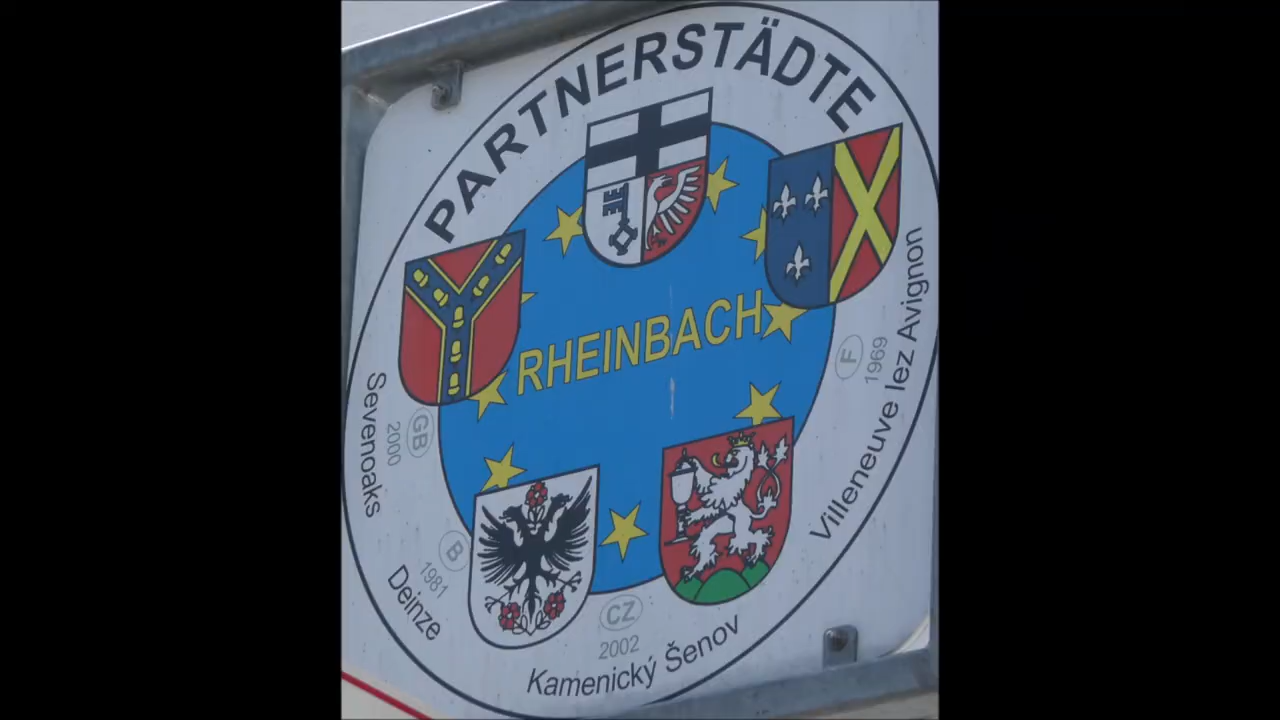 PARTNERSTÄDTE
RHEINBACH
F
1969
Villeneuve lez Avignon
GB
2000
Sevenoaks
B
1981
Deinze
CZ
2002
Kamenický Šenov